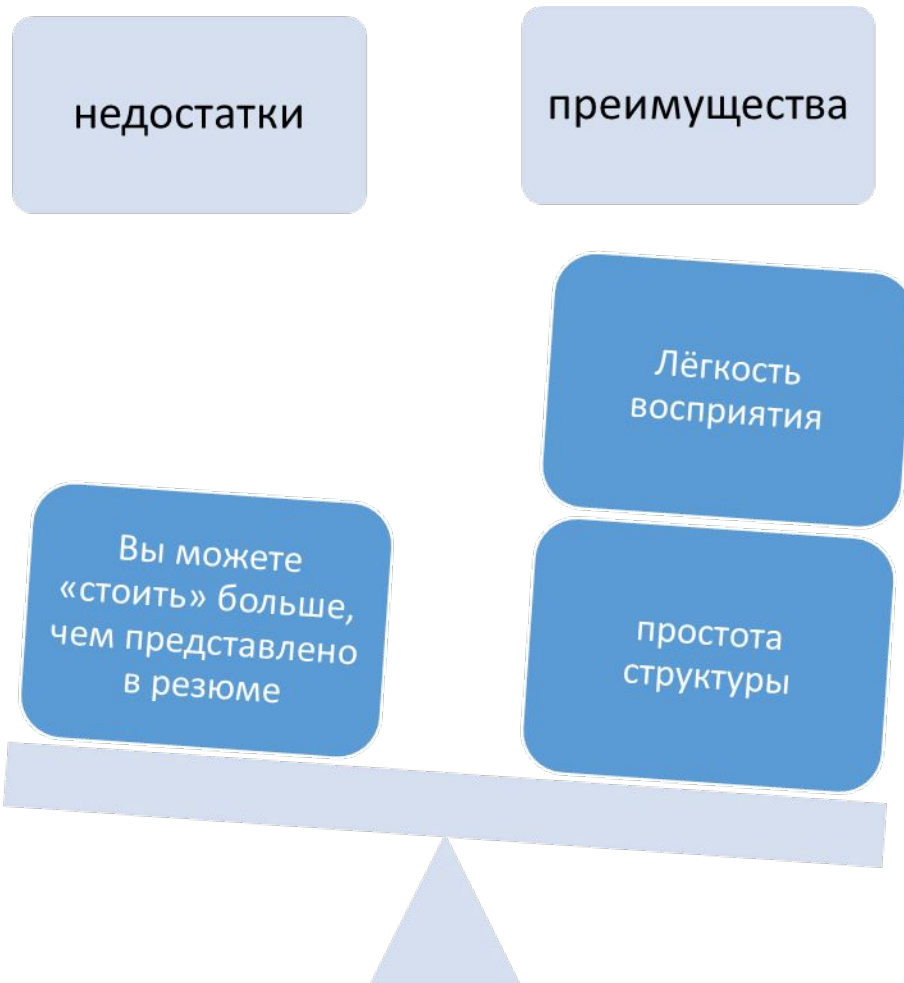 недостатки
преимущества
Лёгкость
восприятия
Вы можете
«стоить» больше,
чем представлено
в резюме
простота
структуры